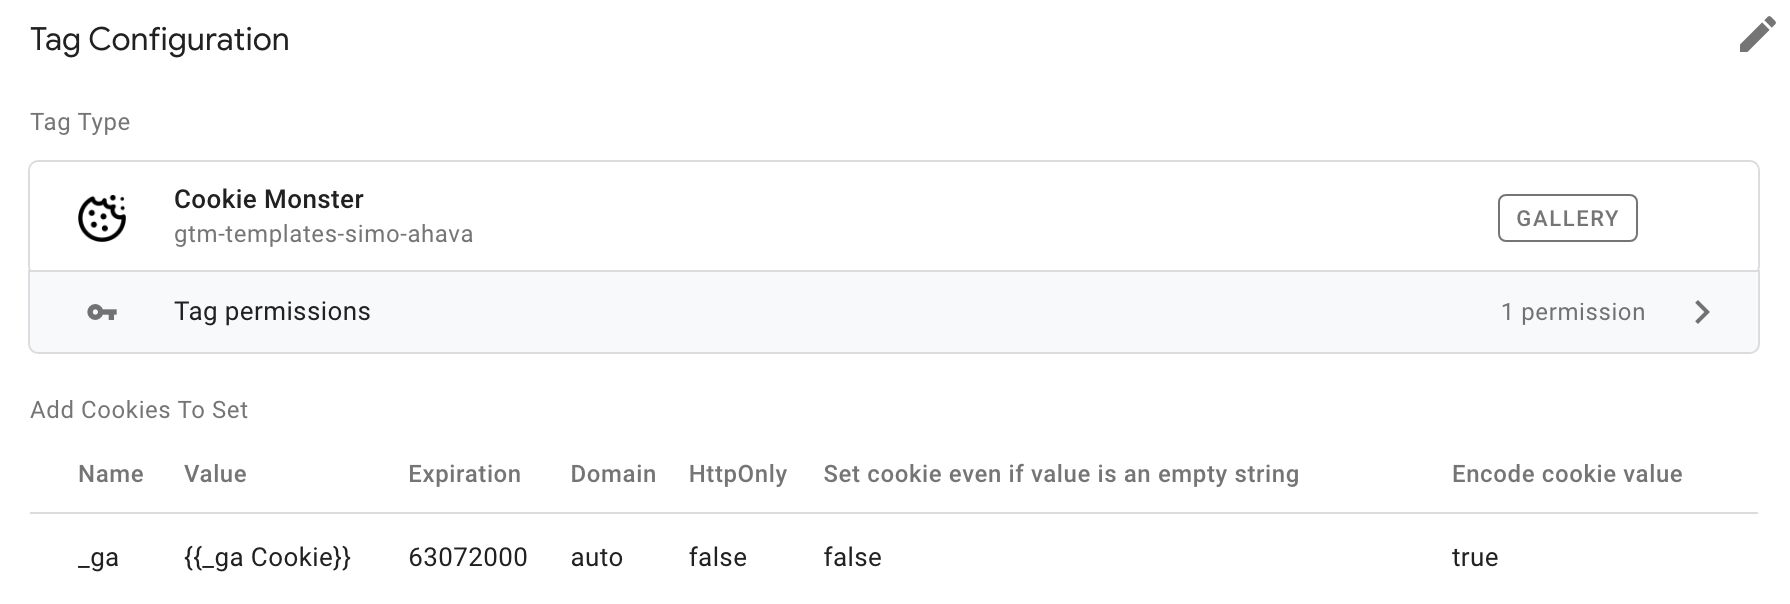 Tag Configuration
Tag Type
Cookie Monster
gtm-templates-simo-ahava
GALLERY
Tag permissions 1 permission
Add Cookies To Set
Name Value Expiration Domain HttpOnly Set cookie even if value is an empty string Encode cookie value
_ga {{_ga Cookie}} 63072000 auto false false true